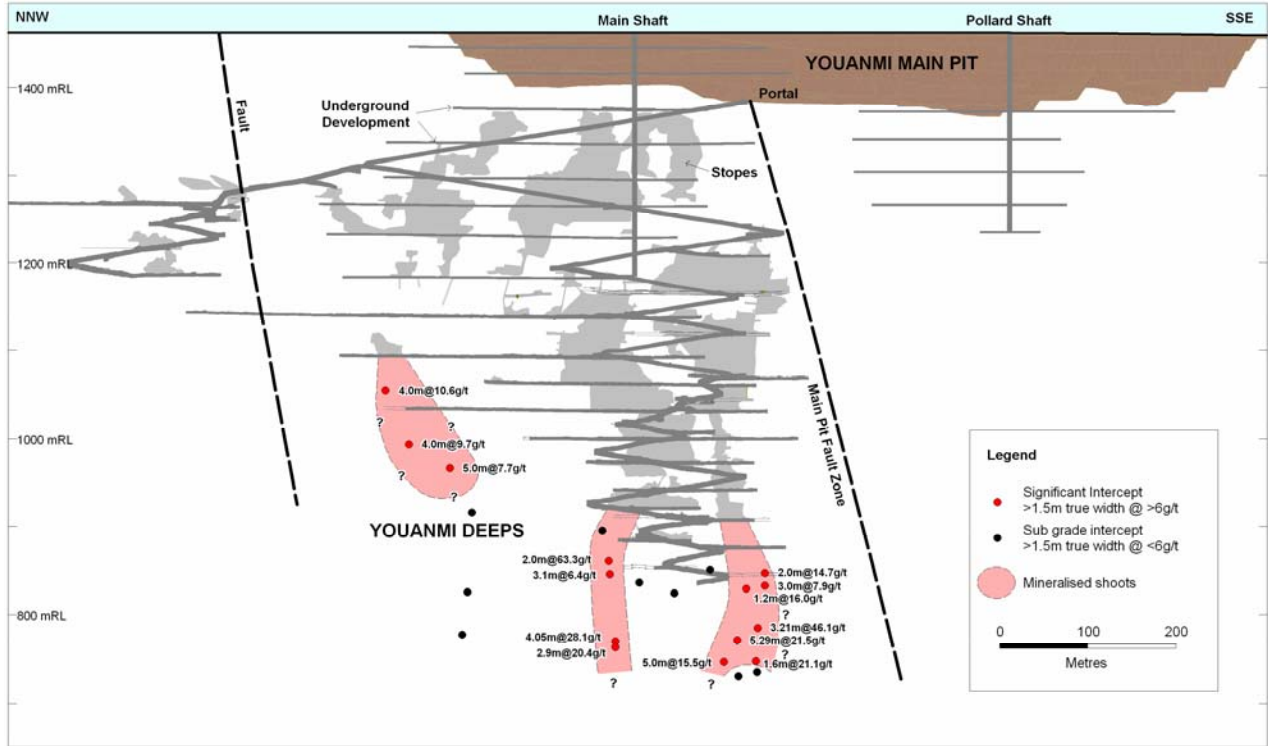 NNW
Main Shaft
Pollard Shaft
SSE
YOUANMI MAIN PIT
1400 mRL
Portal
Fault
Underground
Development
Stopes
1200 mRL
Main Pit Fault Zone
4.0m@10.6g/t
?
?
1000 mRL
4.0m@9.7g/t
5.0m@7.7g/t
?
?
YOUANMI DEEPS
2.0m@63.3g/t
3.1m@6.4g/t
2.0m@14.7g/t
3.0m@7.9g/t
1.2m@16.0g/t
800 mRL
?
3.21m@46.1g/t
4.05m@28.1g/t
5.29m@21.5g/t
2.9m@20.4g/t
?
5.0m@15.5g/t
1.6m@21.1g/t
?
?
Legend
Significant Intercept
>1.5m true width @ >6g/t
Sub grade intercept
>1.5m true width @ <6g/t
Mineralised shoots
0 100 200
Metres